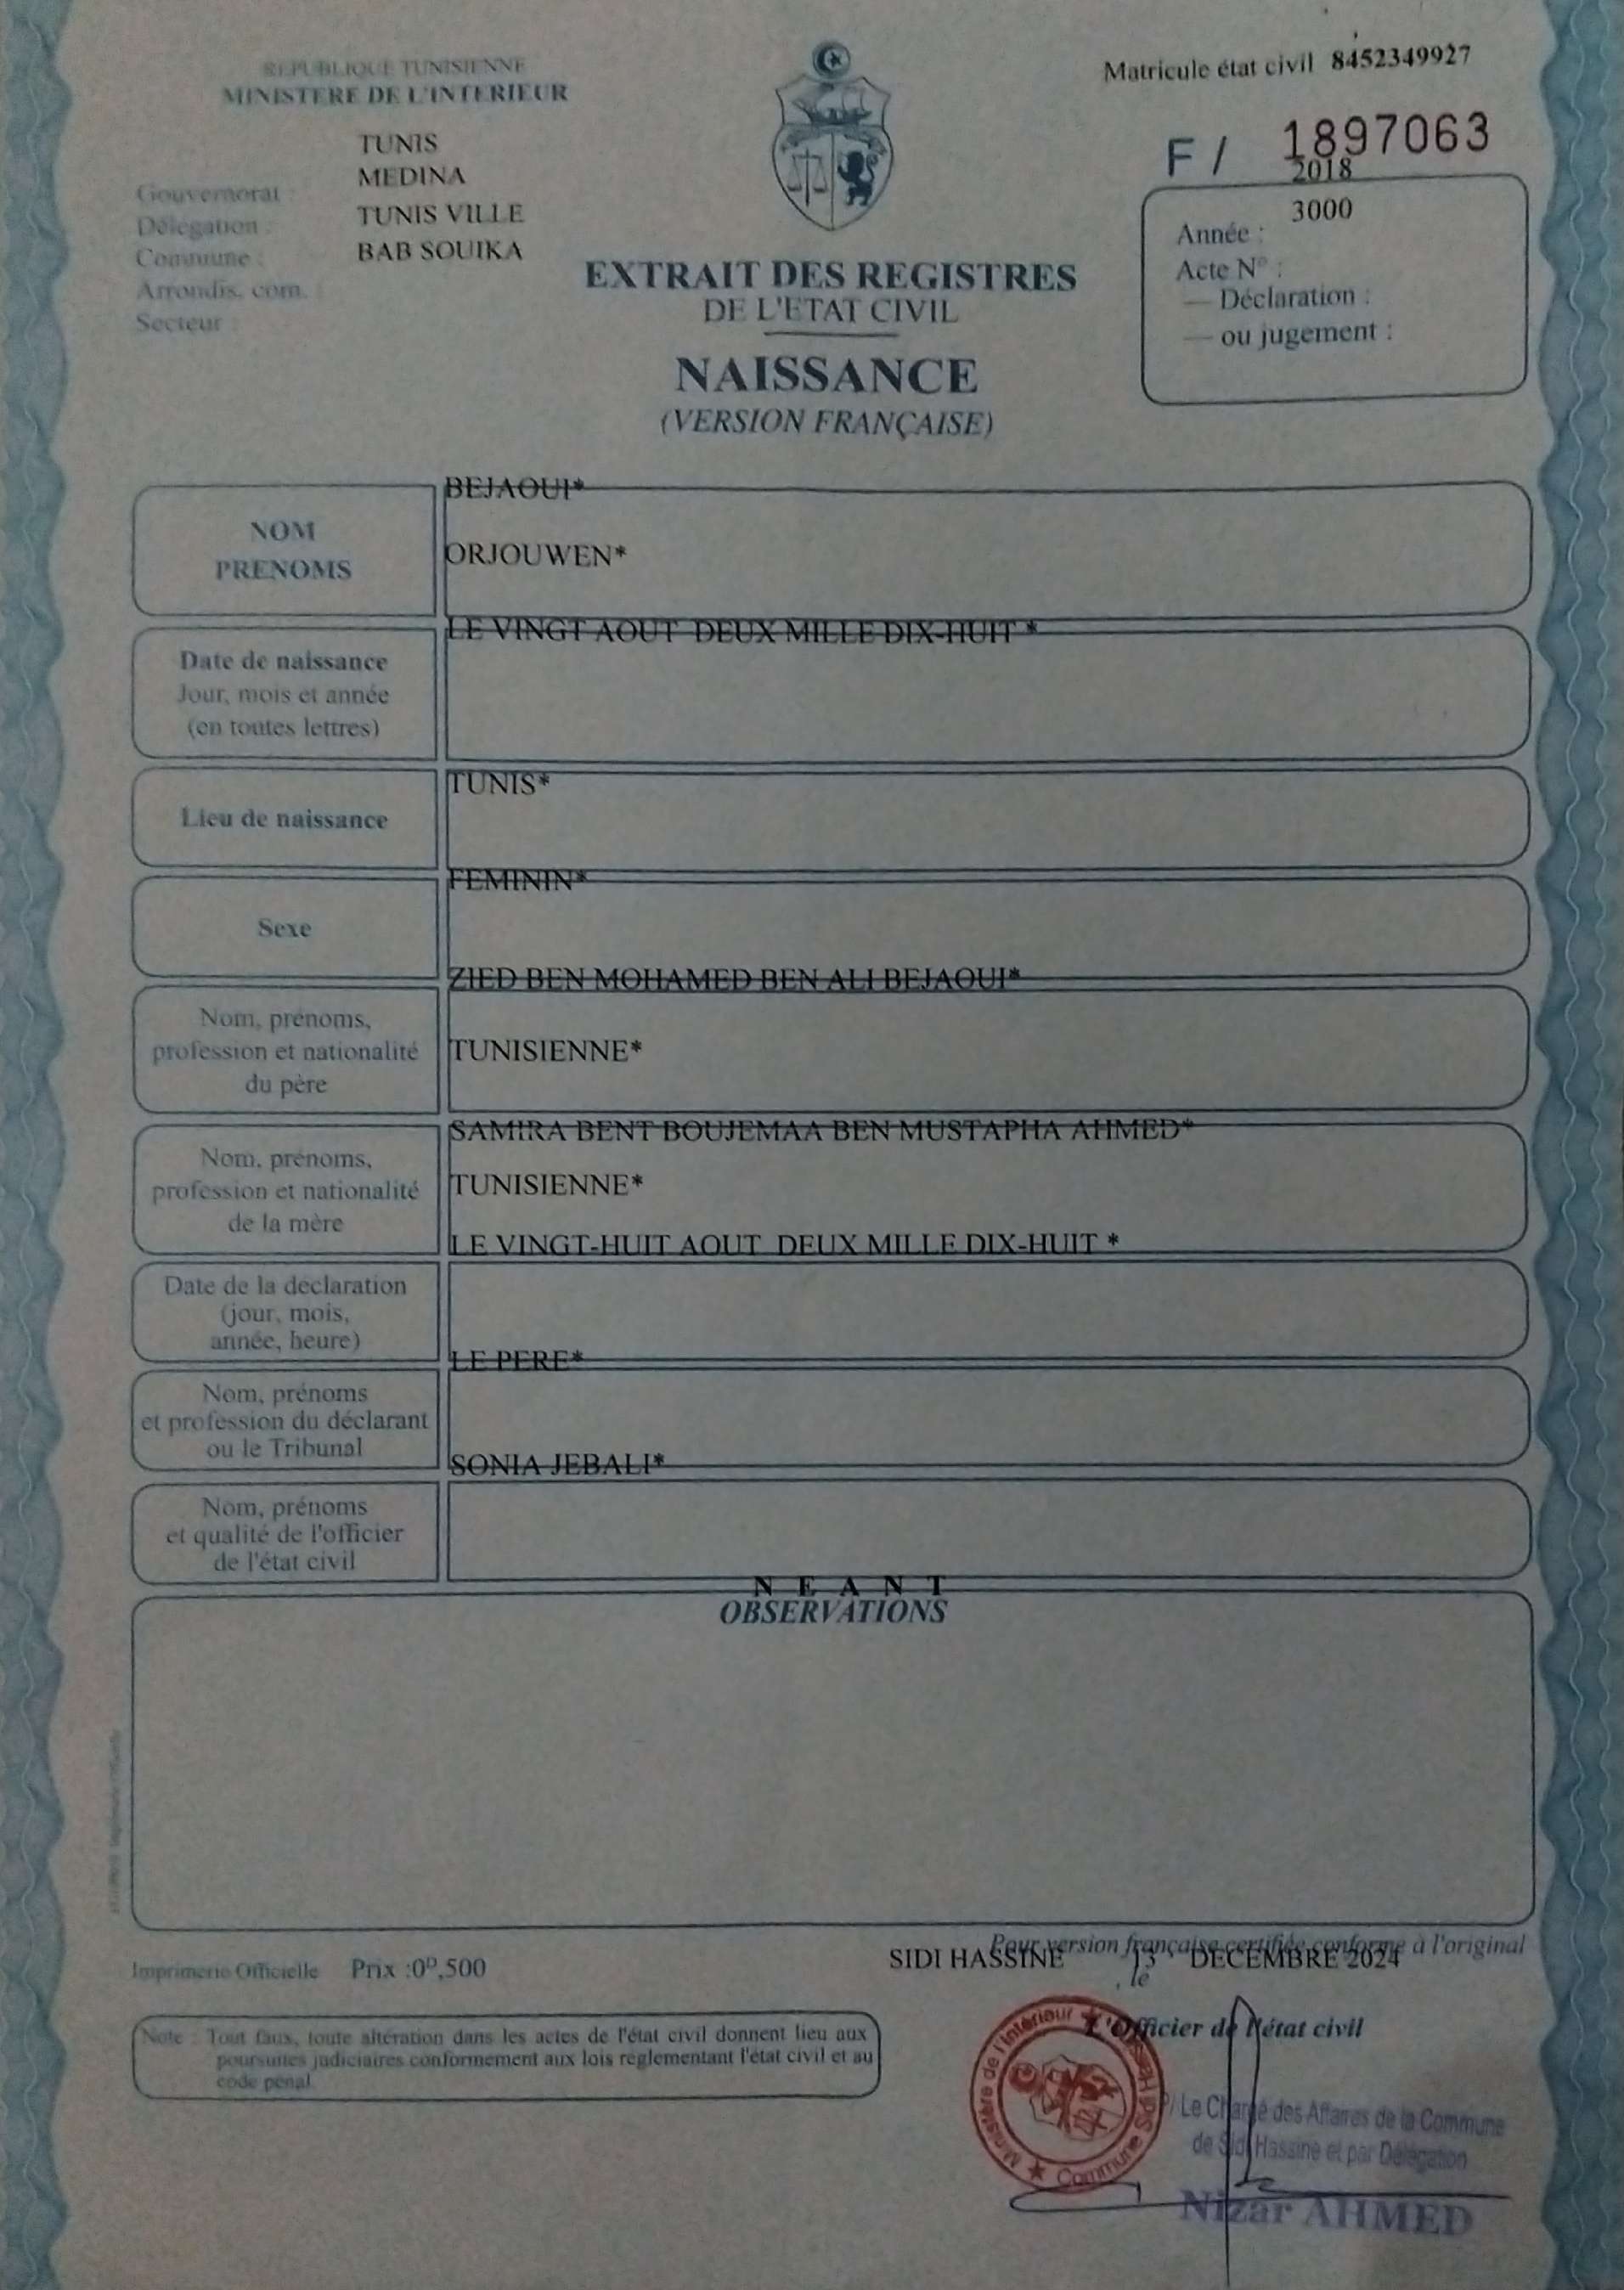 REPUBLIQUE TUNISIENNE
MINISTERE DE L'INTERIEUR
Matricule état civil 8452349927
F / 1897063
TUNIS
MEDINA
TUNIS VILLE
BAB SOUIKA
Gouvernorat :
Délégation :
Commune :
Arrondis. com. :
Secteur :
2018
3000
Année :
Acte N° :
— Déclaration :
— ou jugement :
EXTRAIT DES REGISTRES
DE L'ETAT CIVIL
NAISSANCE
(VERSION FRANÇAISE)
NOM
PRENOMS
BEJAOUI*
ORJOUWEN*
Date de naissance
Jour, mois et année
(en toutes lettres)
LE VINGT AOUT DEUX MILLE DIX-HUIT *
Lieu de naissance
TUNIS*
Sexe
FEMININ*
Nom, prénoms,
profession et nationalité
du père
ZIED BEN MOHAMED BEN ALI BEJAOUI*
TUNISIENNE*
Nom, prénoms,
profession et nationalité
de la mère
SAMIRA BENT BOUJEMAA BEN MUSTAPHA AHMED*
TUNISIENNE*
Date de la déclaration
(jour, mois,
année, heure)
LE VINGT-HUIT AOUT DEUX MILLE DIX-HUIT *
Nom, prénoms
et profession du déclarant
ou le Tribunal
LE PERE*
Nom, prénoms
et qualité de l'officier
de l'état civil
SONIA JEBALI*
N E A N T
OBSERVATIONS
Imprimerie Officielle Prix :0ᴰ,500
Pour version française certifiée conforme à l'original
SIDI HASSINE , le 13 DECEMBRE 2024
Note : Tout faux, toute altération dans les actes de l'état civil donnent lieu aux
poursuites judiciaires conformement aux lois réglementant l'état civil et au
code pénal
L'Officier de l'état civil
Ministère de l'Intérieur ★ Commune Sidi Hassine ★
P/ Le Chargé des Affaires de la Commune
de Sidi Hassine et par Délégation
Nizar AHMED